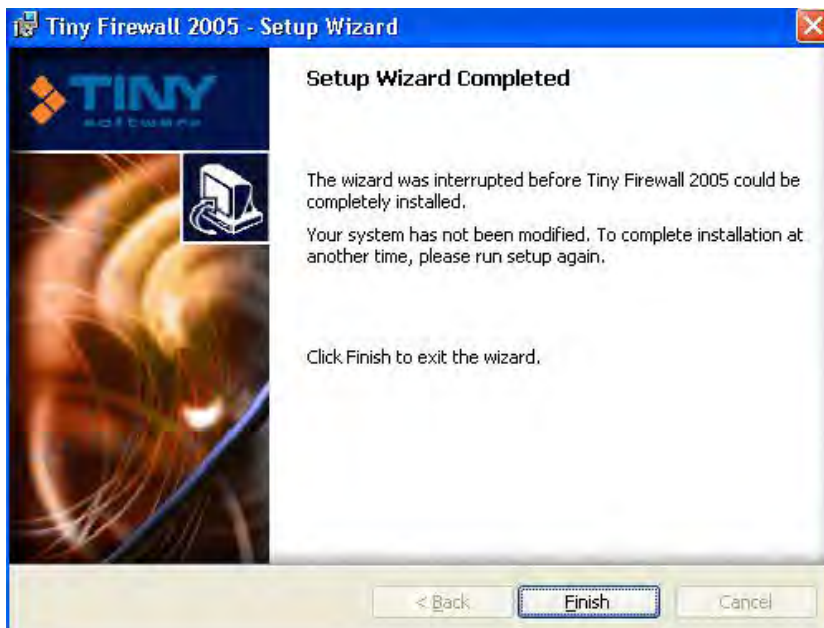 Tiny Firewall 2005 - Setup Wizard
TINY
software
Setup Wizard Completed
The wizard was interrupted before Tiny Firewall 2005 could be
completely installed.
Your system has not been modified. To complete installation at
another time, please run setup again.
Click Finish to exit the wizard.
< Back
Finish
Cancel